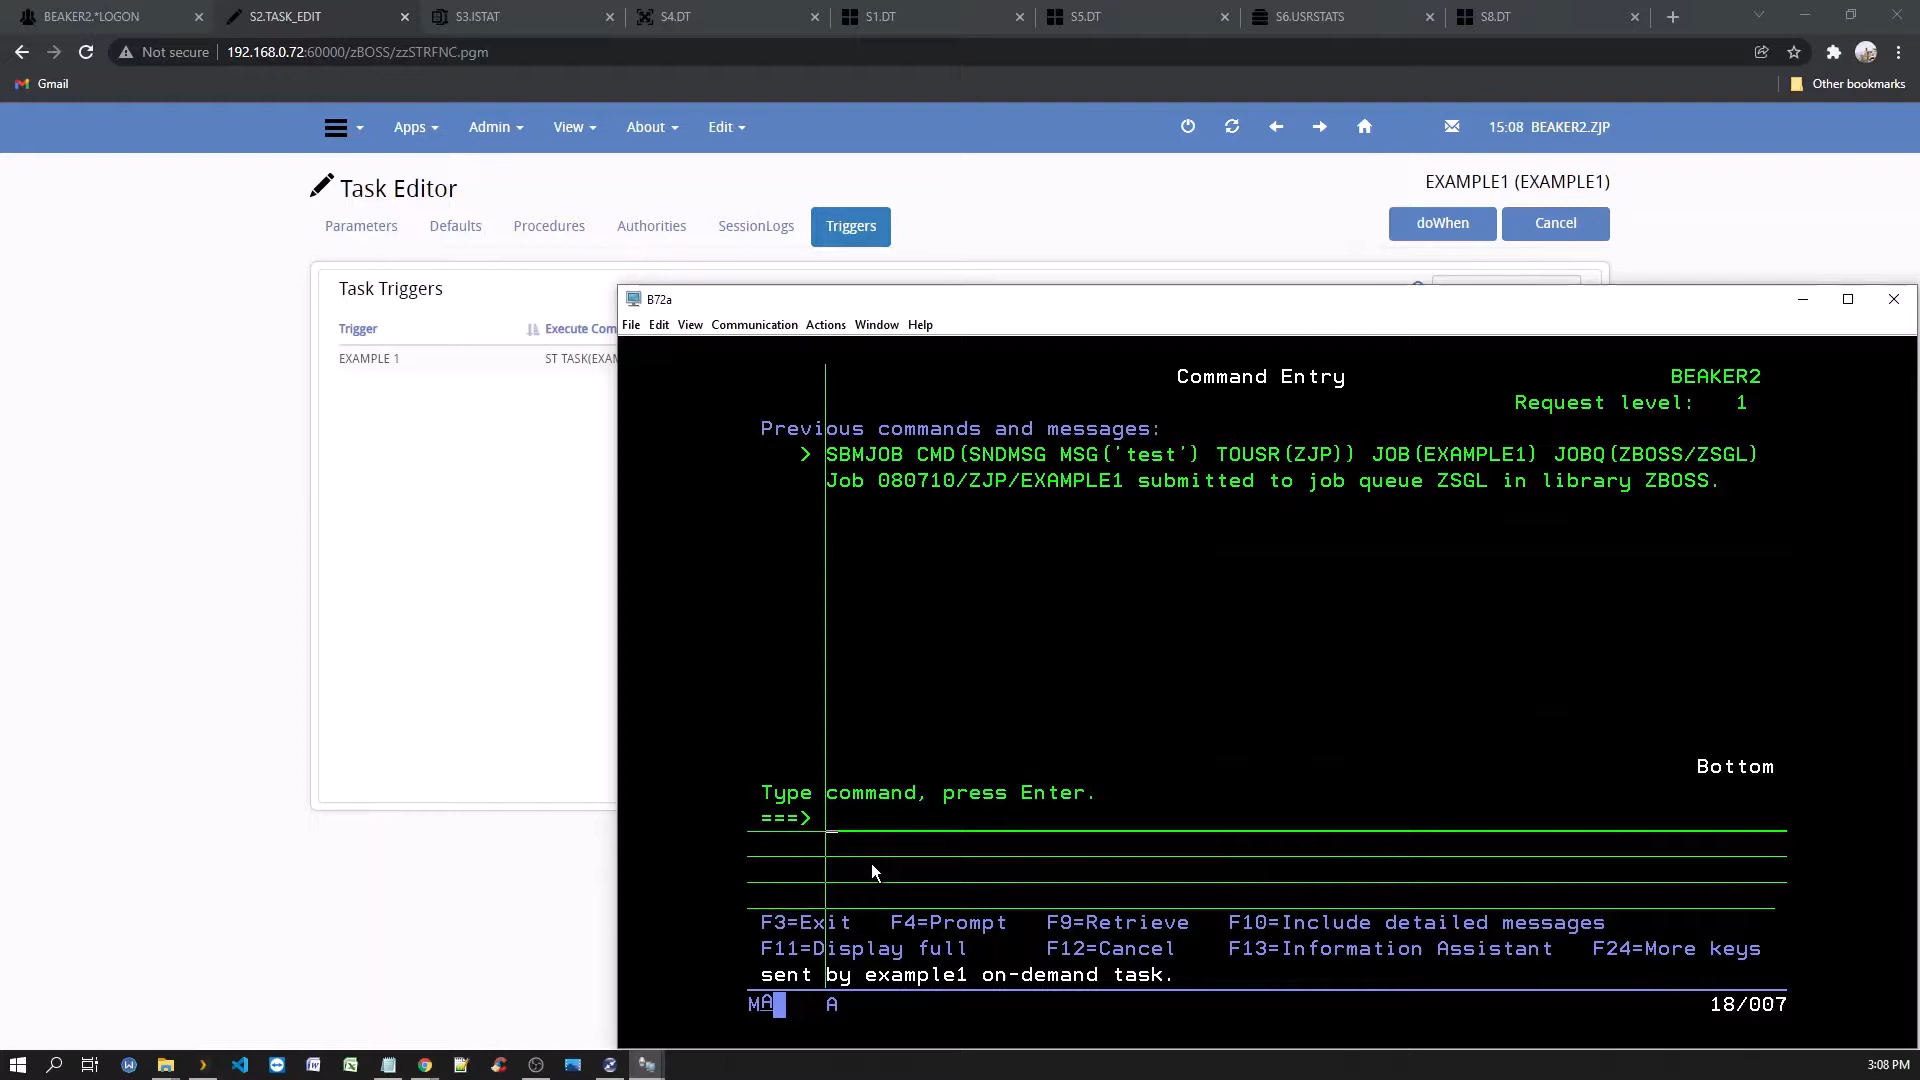 BEAKER2.*LOGON
S2.TASK_EDIT
S3.ISTAT
S4.DT
S1.DT
S5.DT
S6.USRSTATS
S8.DT
Not secure
192.168.0.72:60000/zBOSS/zzSTRFNC.pgm
Gmail
Other bookmarks
Apps
Admin
View
About
Edit
15:08 BEAKER2.ZJP
Task Editor
EXAMPLE1 (EXAMPLE1)
Parameters
Defaults
Procedures
Authorities
SessionLogs
Triggers
doWhen
Cancel
Task Triggers
Trigger
Execute Com
EXAMPLE 1
ST TASK(EXAM
B72a
File Edit View Communication Actions Window Help
Command Entry
BEAKER2
Request level: 1
Previous commands and messages:
> SBMJOB CMD(SNDMSG MSG('test') TOUSR(ZJP)) JOB(EXAMPLE1) JOBQ(ZBOSS/ZSGL)
Job 080710/ZJP/EXAMPLE1 submitted to job queue ZSGL in library ZBOSS.
Bottom
Type command, press Enter.
===>
F3=Exit F4=Prompt F9=Retrieve F10=Include detailed messages
F11=Display full F12=Cancel F13=Information Assistant F24=More keys
sent by example1 on-demand task.
MA A 18/007
3:08 PM